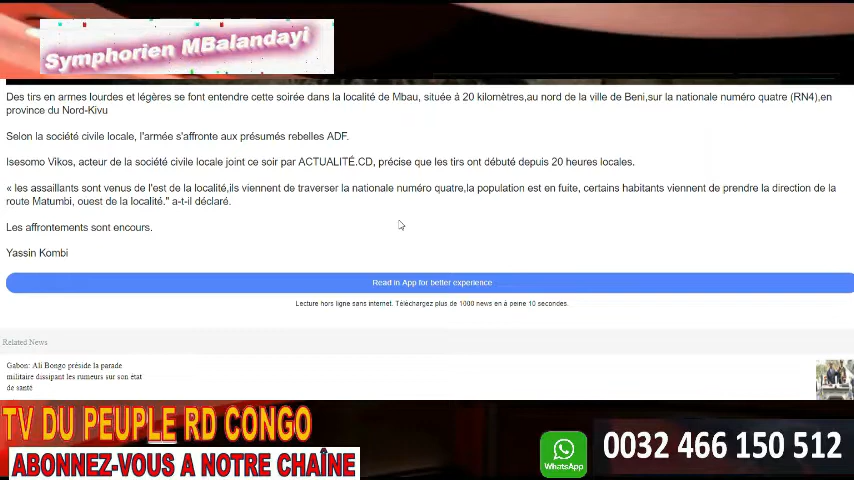 Symphorien MBalandayi
Des tirs en armes lourdes et légères se font entendre cette soirée dans la localité de Mbau, située à 20 kilomètres,au nord de la ville de Beni,sur la nationale numéro quatre (RN4),en
province du Nord-Kivu
Selon la société civile locale, l'armée s'affronte aux présumés rebelles ADF.
Isesomo Vikos, acteur de la société civile locale joint ce soir par ACTUALITÉ.CD, précise que les tirs ont débuté depuis 20 heures locales.
« les assaillants sont venus de l'est de la localité,ils viennent de traverser la nationale numéro quatre,la population est en fuite, certains habitants viennent de prendre la direction de la
route Matumbi, ouest de la localité." a-t-il déclaré.
Les affrontements sont encours.
Yassin Kombi
Read in App for better experience
Lecture hors ligne sans internet. Téléchargez plus de 1000 news en à peine 10 secondes.
Related News
Gabon: Ali Bongo préside la parade
militaire dissipant les rumeurs sur son état
de santé
TV DU PEUPLE RD CONGO
ABONNEZ-VOUS A NOTRE CHAÎNE
WhatsApp
0032 466 150 512